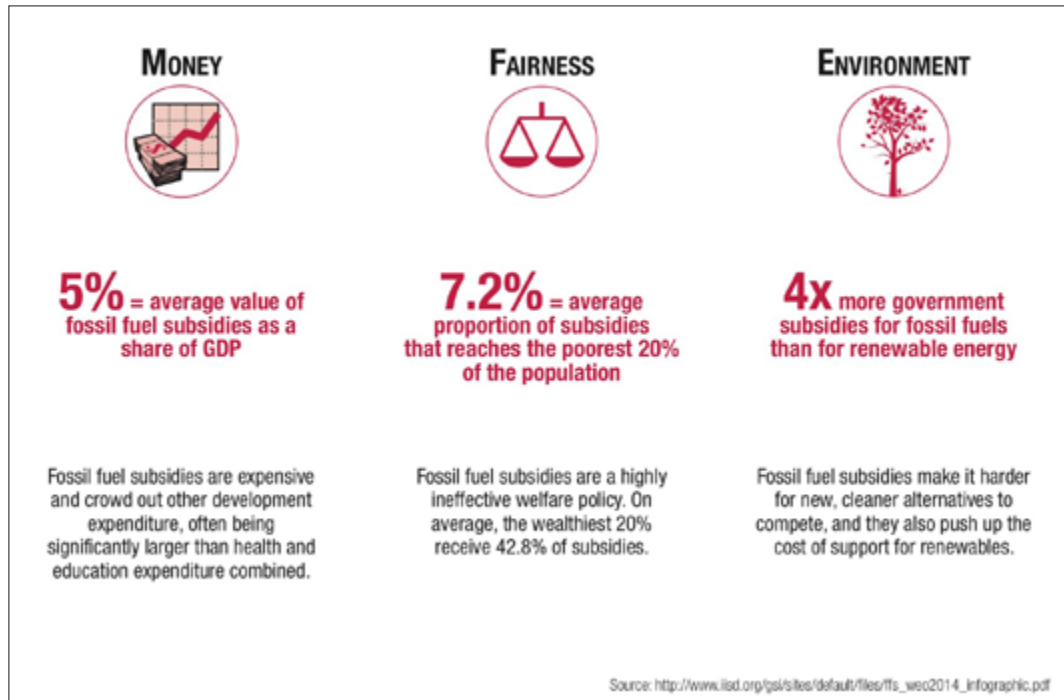 MONEY
5% = average value of
fossil fuel subsidies as a
share of GDP
Fossil fuel subsidies are expensive
and crowd out other development
expenditure, often being
significantly larger than health and
education expenditure combined.
FAIRNESS
7.2% = average
proportion of subsidies
that reaches the poorest 20%
of the population
Fossil fuel subsidies are a highly
ineffective welfare policy. On
average, the wealthiest 20%
receive 42.8% of subsidies.
ENVIRONMENT
4x more government
subsidies for fossil fuels
than for renewable energy
Fossil fuel subsidies make it harder
for new, cleaner alternatives to
compete, and they also push up the
cost of support for renewables.
Source: http://www.iisd.org/gsi/sites/default/files/ffs_weo2014_infographic.pdf